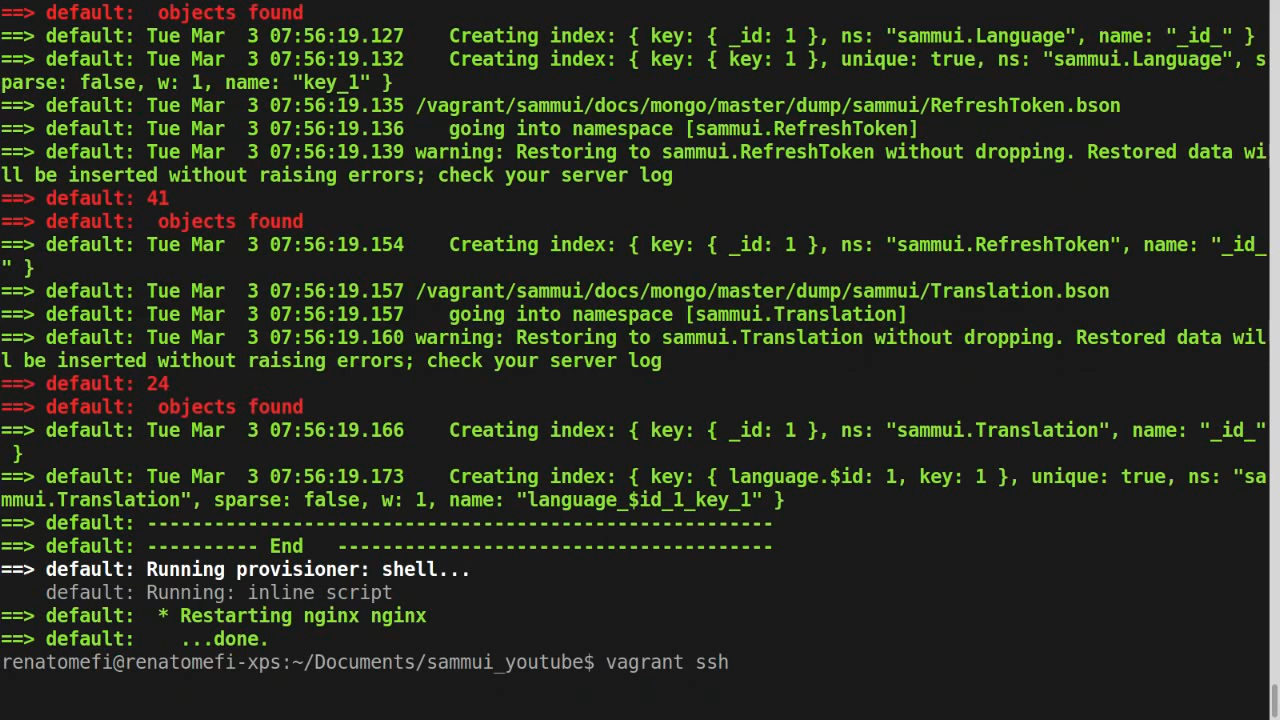 ==> default:  objects found
==> default: Tue Mar  3 07:56:19.127    Creating index: { key: { _id: 1 }, ns: "sammui.Language", name: "_id_" }
==> default: Tue Mar  3 07:56:19.132    Creating index: { key: { key: 1 }, unique: true, ns: "sammui.Language", s
parse: false, w: 1, name: "key_1" }
==> default: Tue Mar  3 07:56:19.135 /vagrant/sammui/docs/mongo/master/dump/sammui/RefreshToken.bson
==> default: Tue Mar  3 07:56:19.136    going into namespace [sammui.RefreshToken]
==> default: Tue Mar  3 07:56:19.139 warning: Restoring to sammui.RefreshToken without dropping. Restored data wi
ll be inserted without raising errors; check your server log
==> default: 41
==> default:  objects found
==> default: Tue Mar  3 07:56:19.154    Creating index: { key: { _id: 1 }, ns: "sammui.RefreshToken", name: "_id_
" }
==> default: Tue Mar  3 07:56:19.157 /vagrant/sammui/docs/mongo/master/dump/sammui/Translation.bson
==> default: Tue Mar  3 07:56:19.157    going into namespace [sammui.Translation]
==> default: Tue Mar  3 07:56:19.160 warning: Restoring to sammui.Translation without dropping. Restored data wil
l be inserted without raising errors; check your server log
==> default: 24
==> default:  objects found
==> default: Tue Mar  3 07:56:19.166    Creating index: { key: { _id: 1 }, ns: "sammui.Translation", name: "_id_"
 }
==> default: Tue Mar  3 07:56:19.173    Creating index: { key: { language.$id: 1, key: 1 }, unique: true, ns: "sa
mmui.Translation", sparse: false, w: 1, name: "language_$id_1_key_1" }
==> default: --------------------------------------------------------
==> default: ---------- End   ---------------------------------------
==> default: Running provisioner: shell...
    default: Running: inline script
==> default:  * Restarting nginx nginx
==> default:    ...done.
renatomefi@renatomefi-xps:~/Documents/sammui_youtube$ vagrant ssh